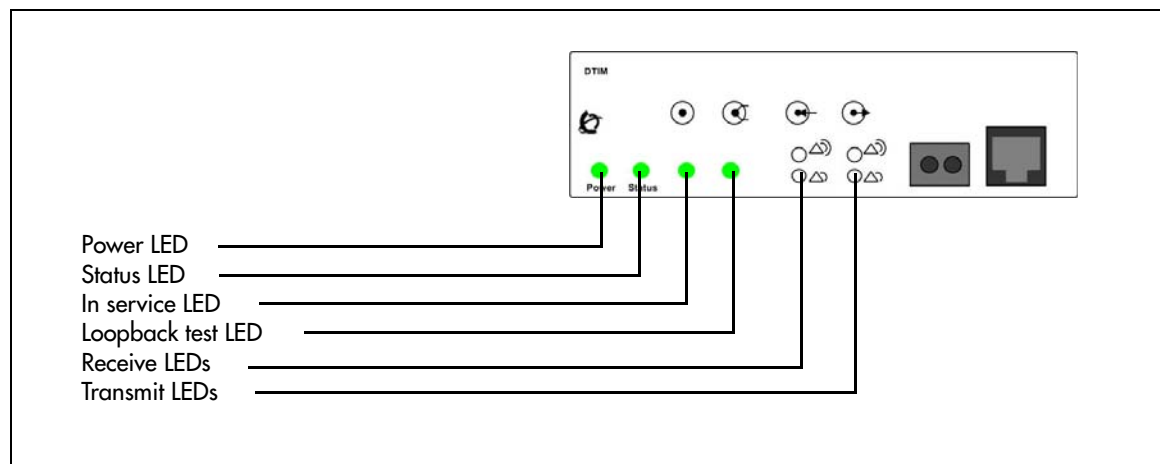 DTIM
Power Status
Power LED
Status LED
In service LED
Loopback test LED
Receive LEDs
Transmit LEDs